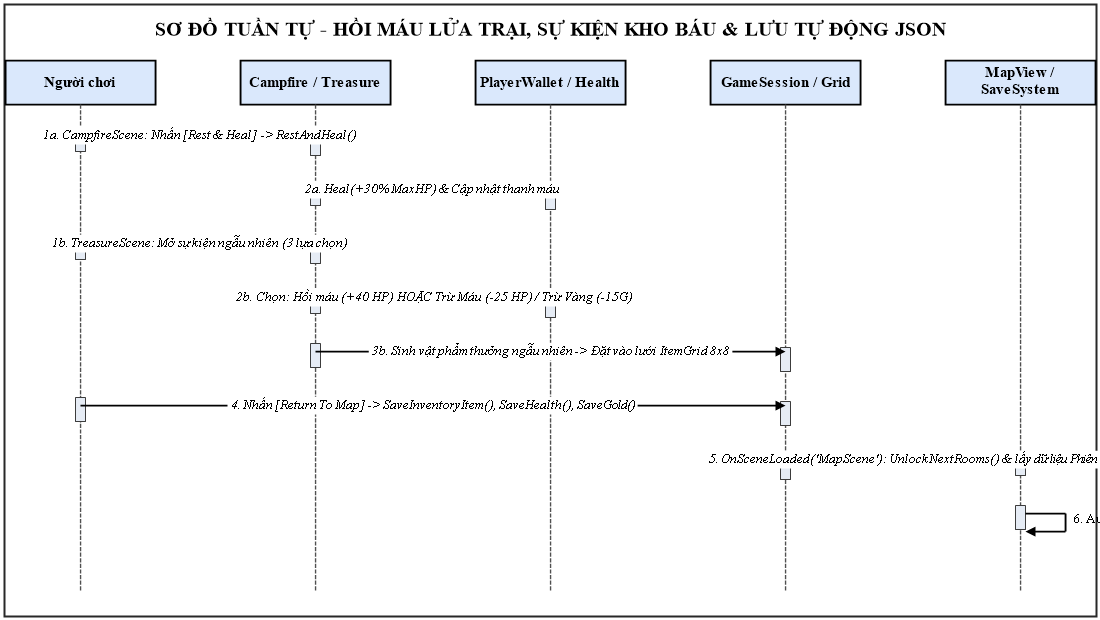 SƠ ĐỒ TUẦN TỰ - HỒI MÁU LỬA TRẠI, SỰ KIỆN KHO BÁU & LƯU TỰ ĐỘNG JSON
Người chơi
Campfire / Treasure
PlayerWallet / Health
GameSession / Grid
MapView /
SaveSystem
1a. CampfireScene: Nhấn [Rest & Heal] -> RestAndHeal()
2a. Heal (+30% MaxHP) & Cập nhật thanh máu
1b. TreasureScene: Mở sự kiện ngẫu nhiên (3 lựa chọn)
2b. Chọn: Hồi máu (+40 HP) HOẶC Trừ Máu (-25 HP) / Trừ Vàng (-15G)
3b. Sinh vật phẩm thưởng ngẫu nhiên -> Đặt vào lưới ItemGrid 8x8
4. Nhấn [Return To Map] -> SaveInventoryItem(), SaveHealth(), SaveGold()
5. OnSceneLoaded('MapScene'): UnlockNextRooms() & lấy dữ liệu Phiên
6.